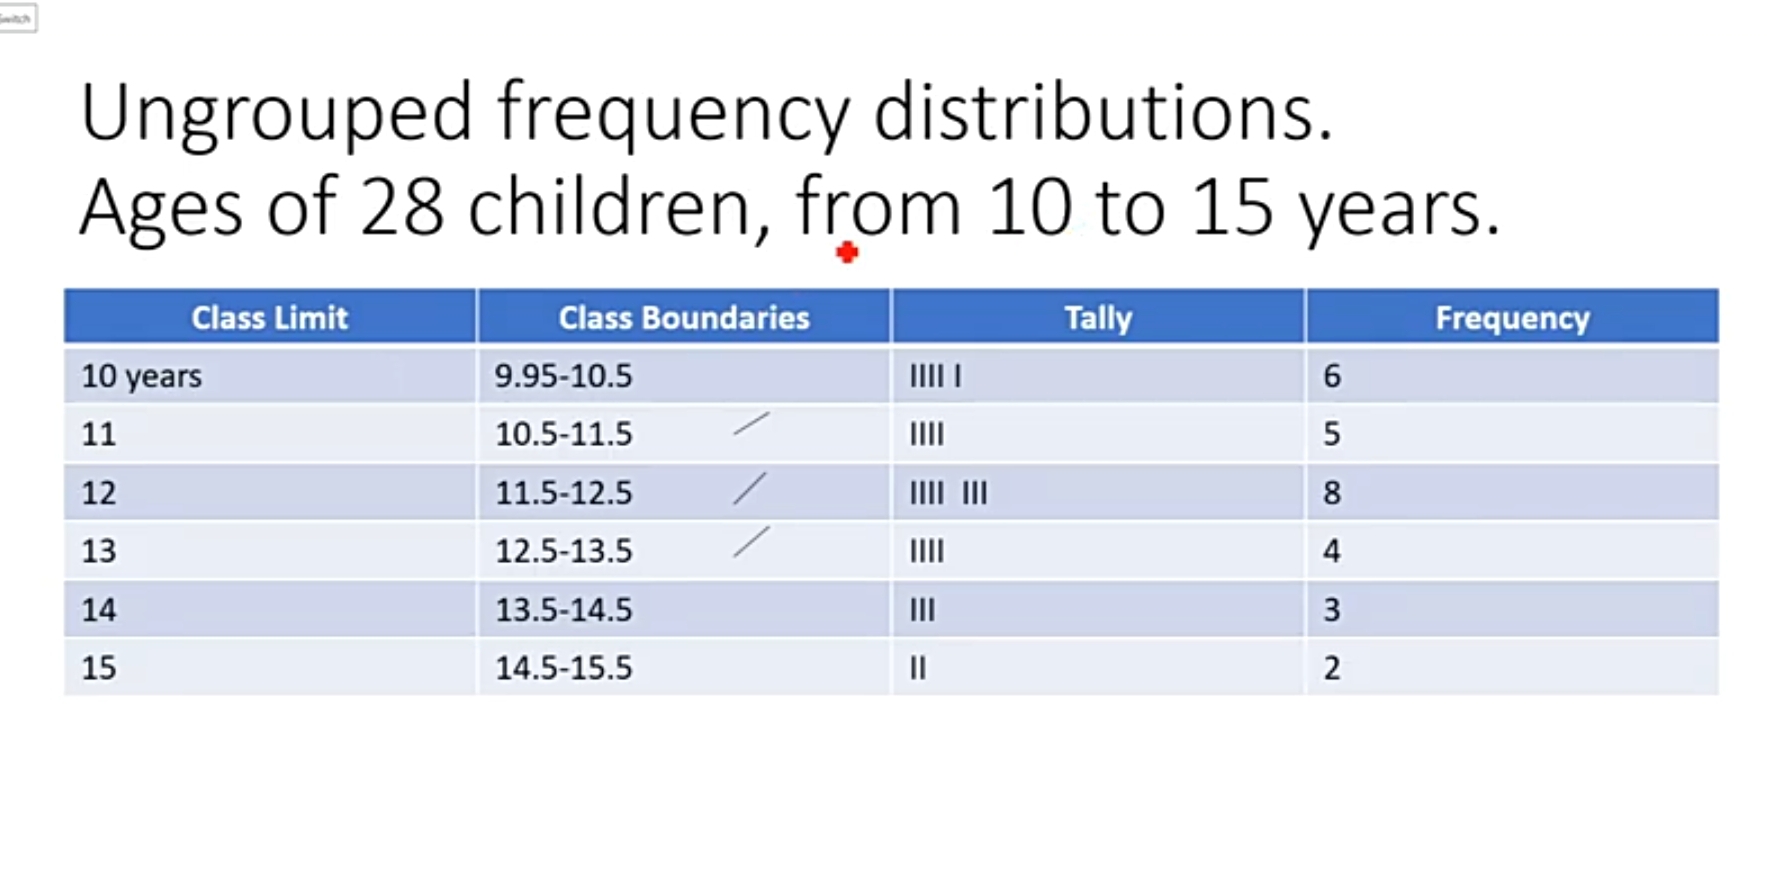 Switch
Ungrouped frequency distributions.
Ages of 28 children, from 10 to 15 years.
Class Limit Class Boundaries Tally Frequency
10 years 9.95-10.5 IIII I 6
11 10.5-11.5 IIII 5
12 11.5-12.5 IIII III 8
13 12.5-13.5 IIII 4
14 13.5-14.5 III 3
15 14.5-15.5 II 2